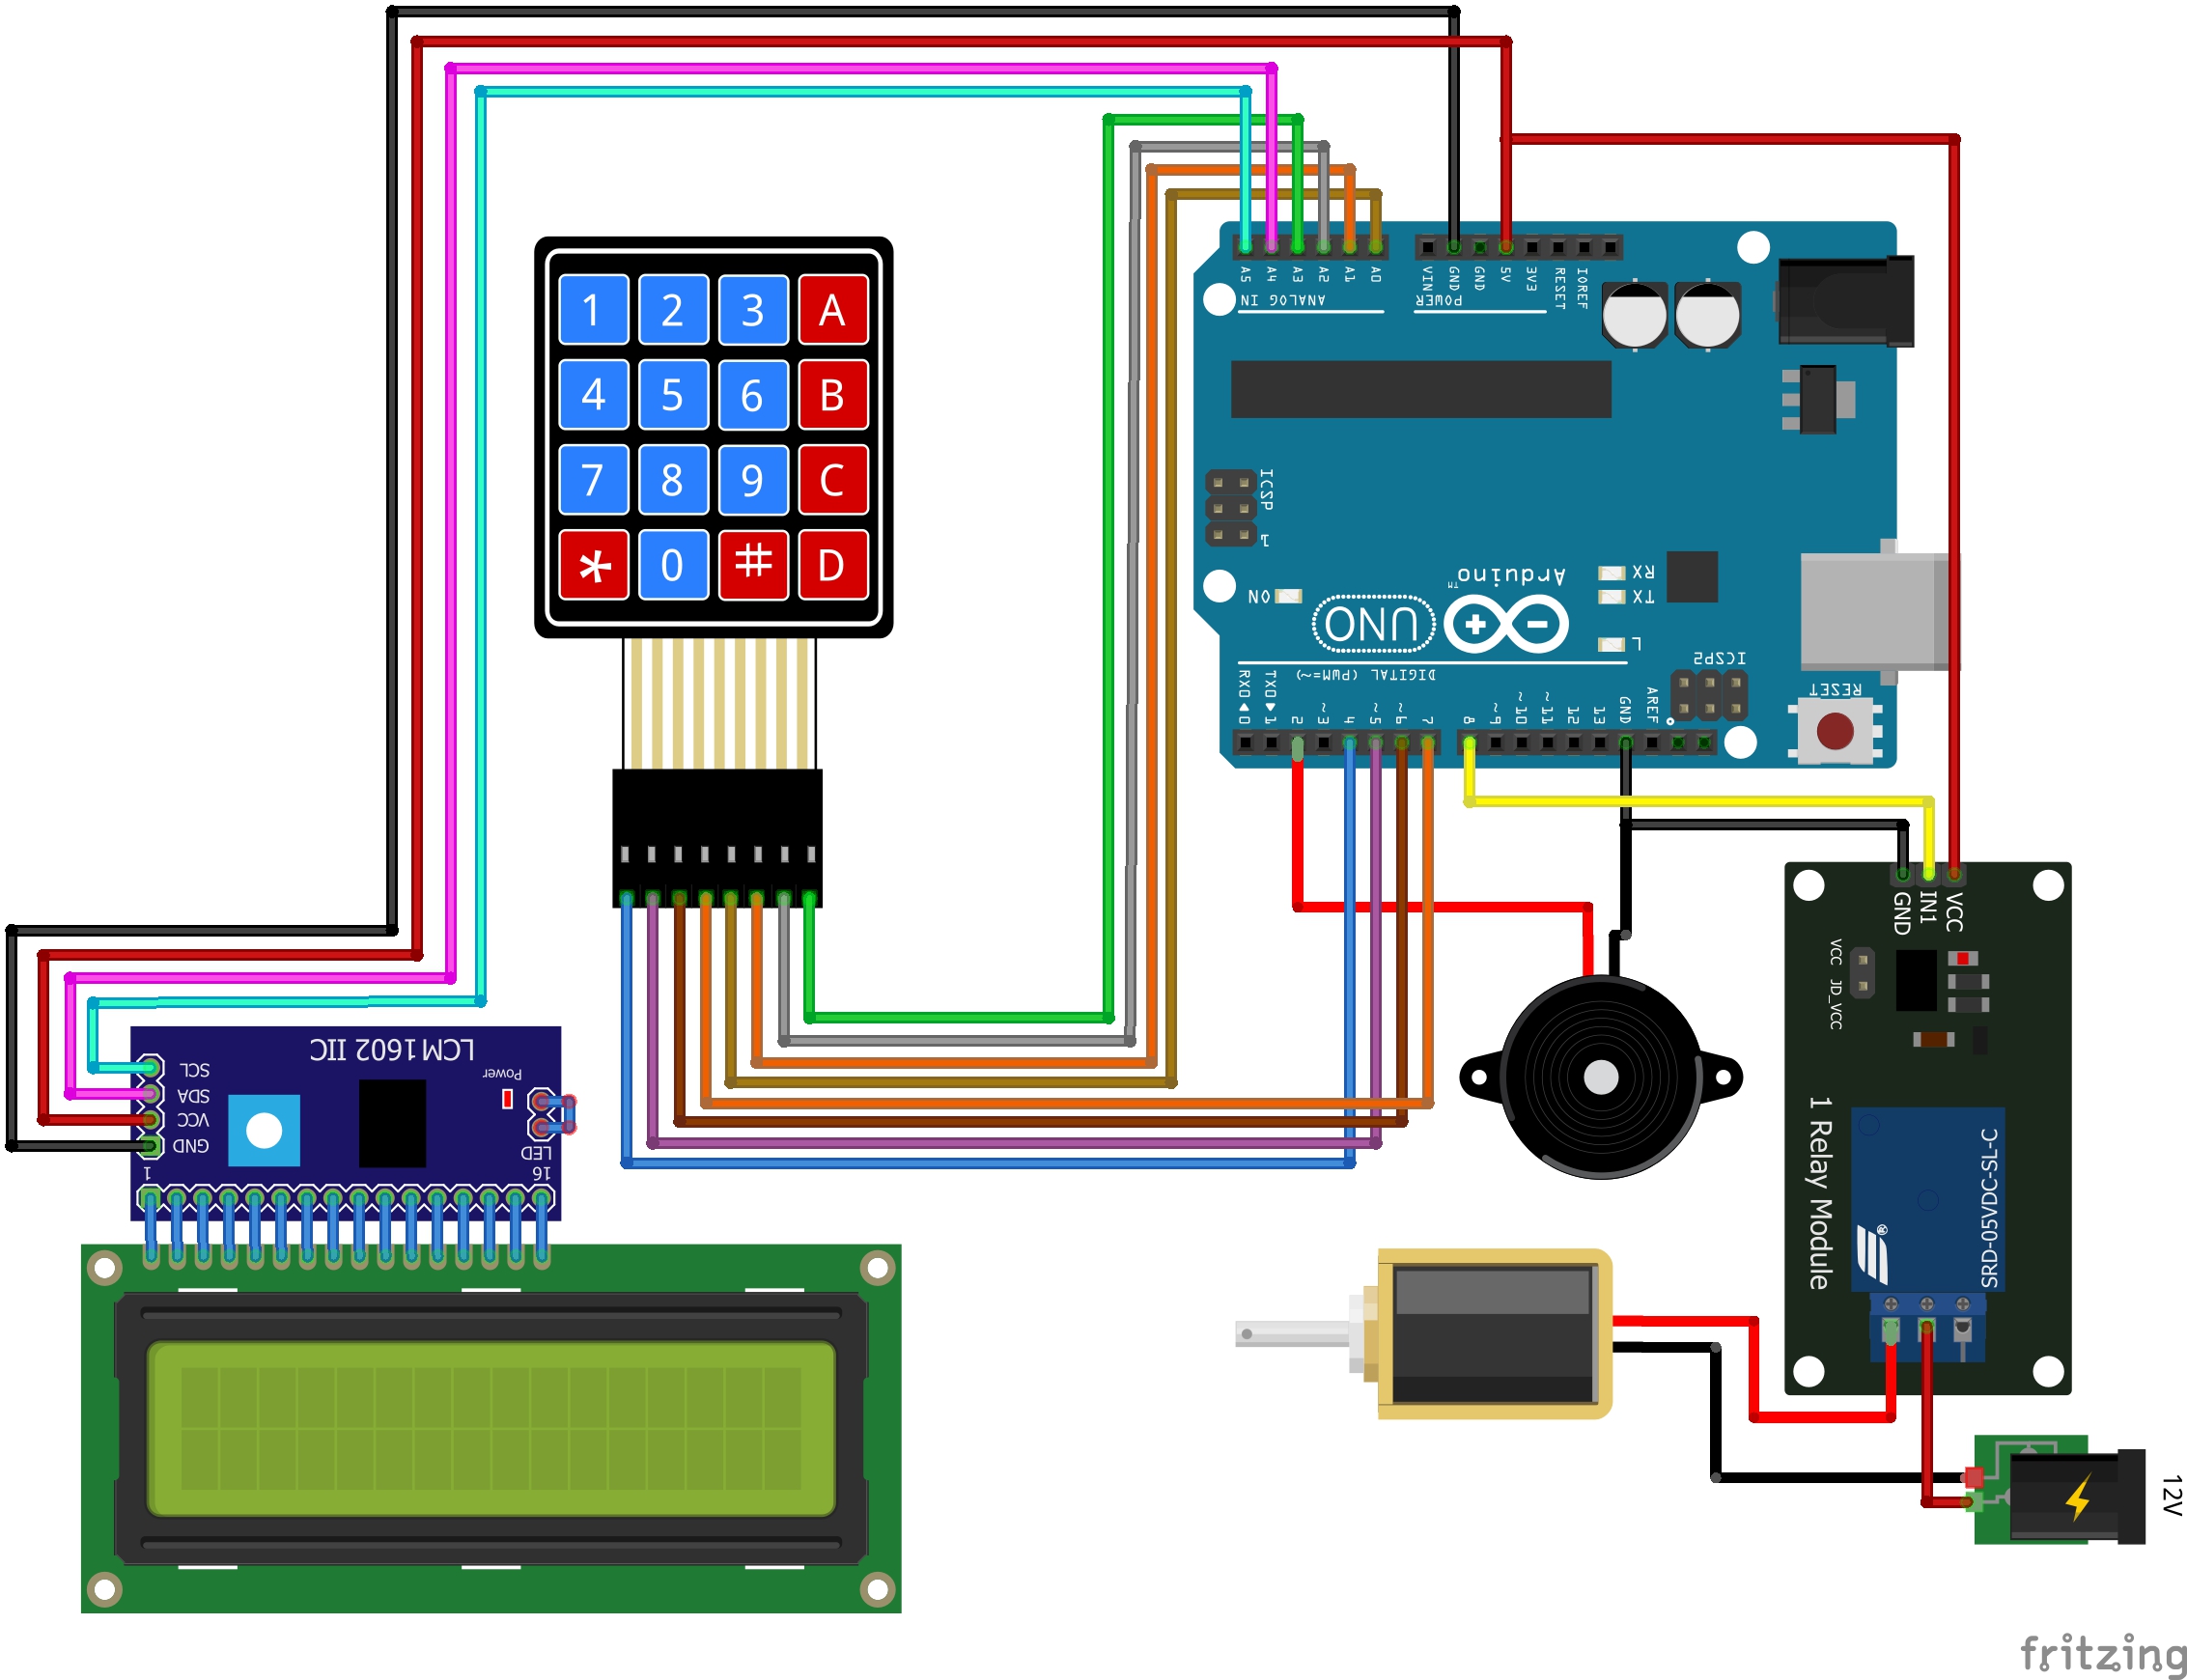 1 2 3 A
4 5 6 B
7 8 9 C
* 0 # D
A5 A4 A3 A2 A1 A0
ANALOG IN
VIN GND GND 5V 3V3 RESET IOREF
POWER
ICSP
1
ON
UNO
Arduino™
RX
TX
L
ICSP2
RESET
DIGITAL (PWM=~)
RX0 0 TX0 1 2 ~3 4 ~5 ~6 7 8 ~9 ~10 ~11 12 13 GND AREF
GND IN1 VCC
VCC JD_VCC
1 Relay Module
SRD-05VDC-SL-C
®
LCM1602 IIC
SCL
SDA
VCC
GND
Power
LED
1 16
12V
fritzing